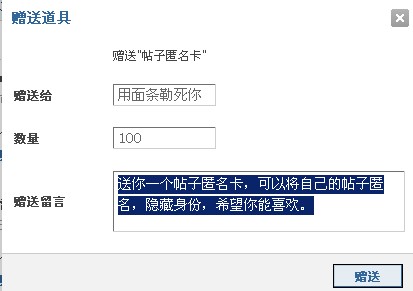 赠送道具
赠送"帖子匿名卡"
赠送给 用面条勒死你
数量 100
赠送留言 送你一个帖子匿名卡，可以将自己的帖子匿
名，隐藏身份，希望你能喜欢。
赠送